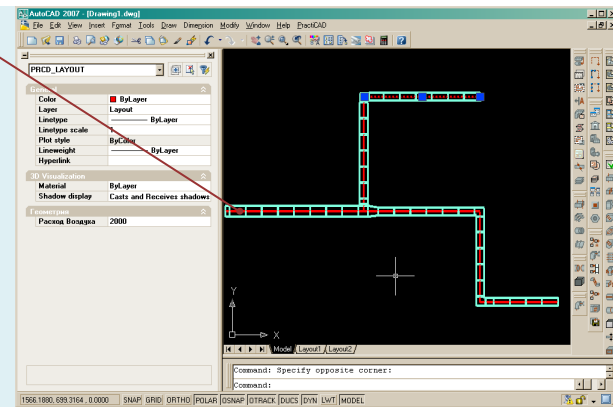 AutoCAD 2007 - [Drawing1.dwg]
File Edit View Insert Format Tools Draw Dimension Modify Window Help PractiCAD
PRCD_LAYOUT
General
Color ByLayer
Layer Layout
Linetype ByLayer
Linetype scale 1
Plot style ByColor
Lineweight ByLayer
Hyperlink
3D Visualization
Material ByLayer
Shadow display Casts and Receives shadows
Геометрия
Расход Воздуха 2000
Y
X
Model Layout1 Layout2
Command: Specify opposite corner:
Command:
1566.1880, 699.3164 , 0.0000 SNAP GRID ORTHO POLAR OSNAP OTRACK DUCS DYN LWT MODEL